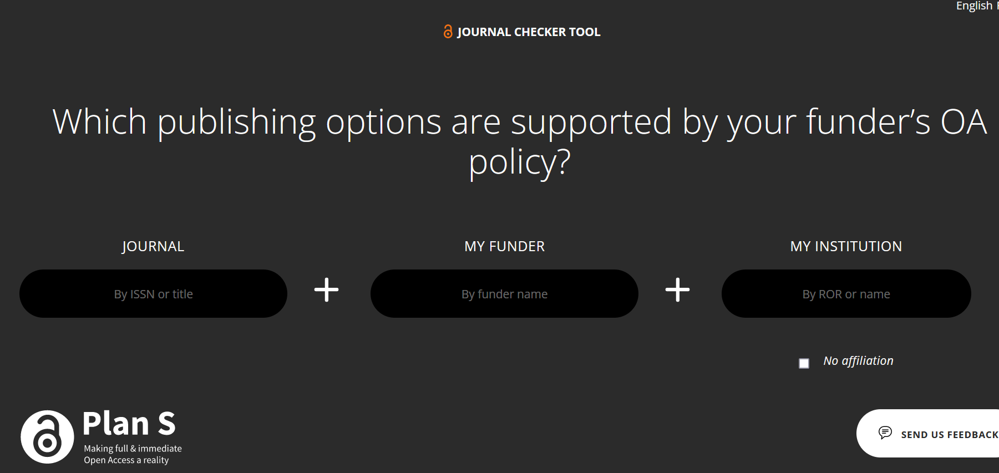 English
JOURNAL CHECKER TOOL
Which publishing options are supported by your funder’s OA
policy?
JOURNAL
MY FUNDER
MY INSTITUTION
By ISSN or title
By funder name
By ROR or name
No affiliation
Plan S
Making full & immediate
Open Access a reality
SEND US FEEDBACK